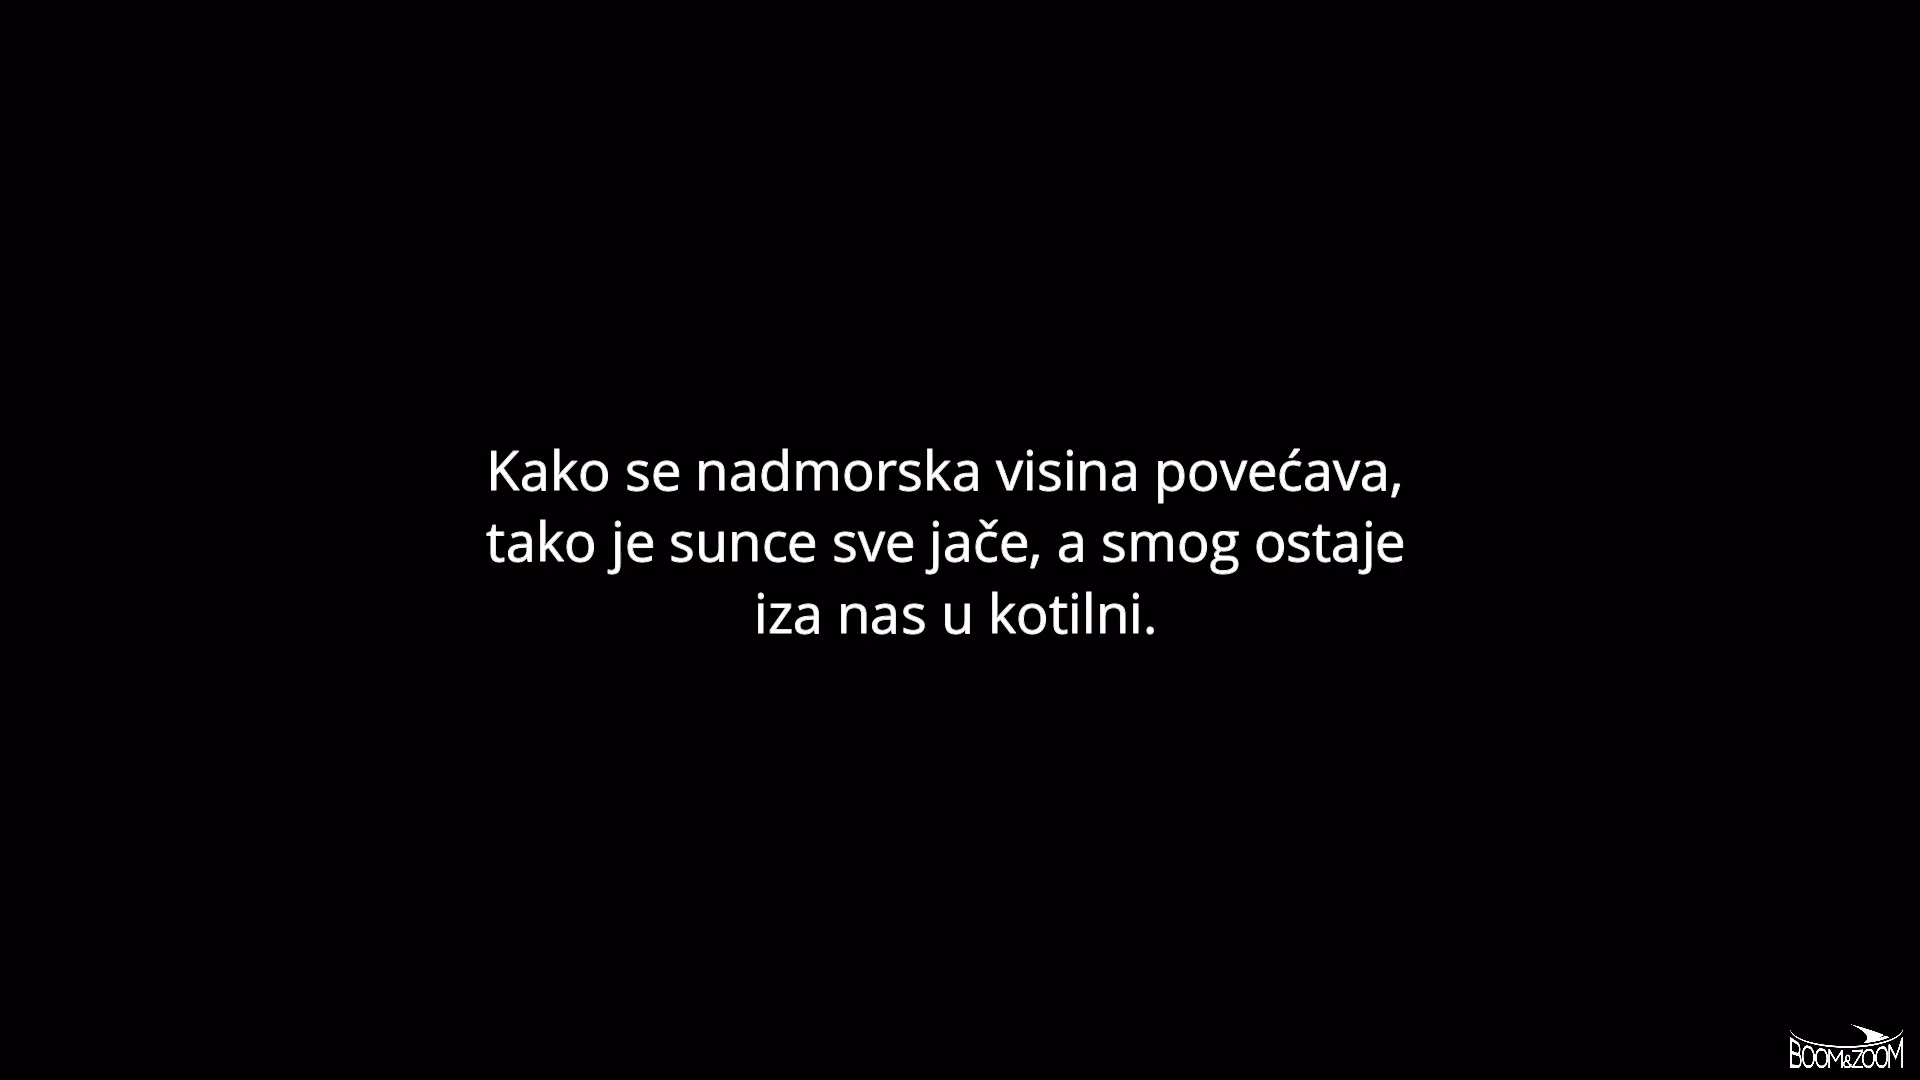 Kako se nadmorska visina povećava,
tako je sunce sve jače, a smog ostaje
iza nas u kotilni.
BOOM&ZOOM